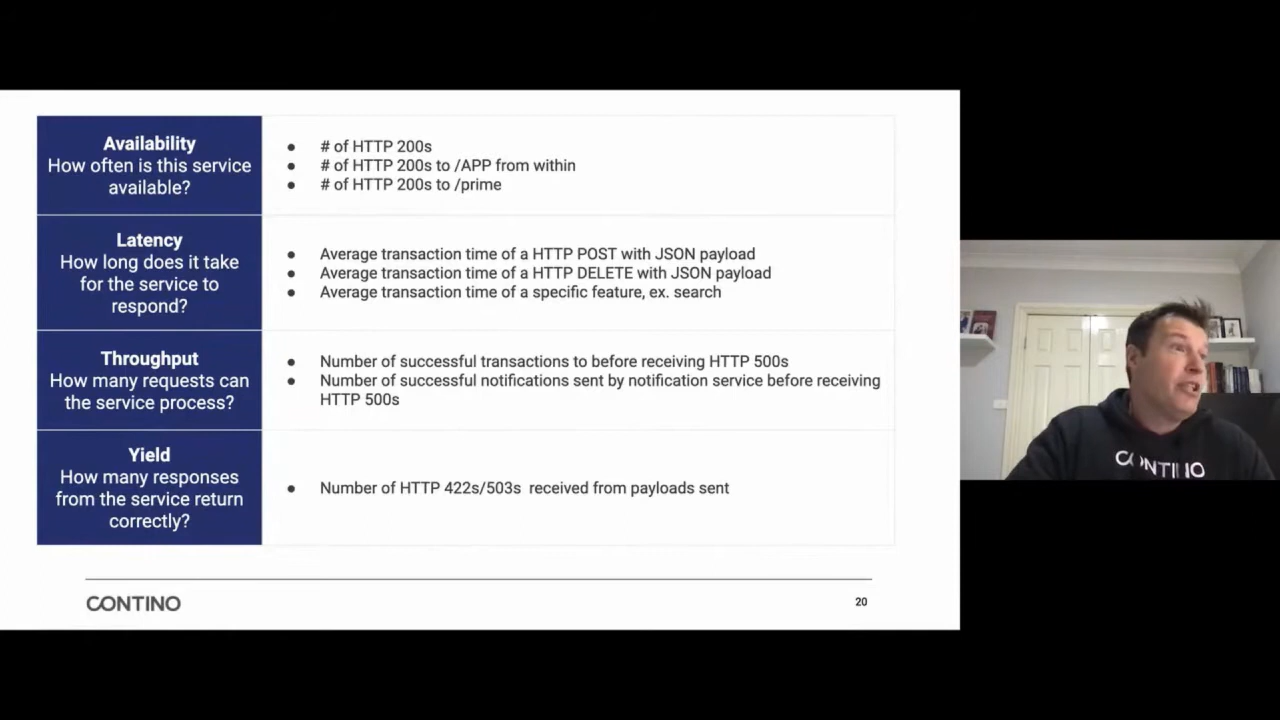 Availability
How often is this service
available?
# of HTTP 200s
# of HTTP 200s to /APP from within
# of HTTP 200s to /prime
Latency
How long does it take
for the service to
respond?
Average transaction time of a HTTP POST with JSON payload
Average transaction time of a HTTP DELETE with JSON payload
Average transaction time of a specific feature, ex. search
Throughput
How many requests can
the service process?
Number of successful transactions to before receiving HTTP 500s
Number of successful notifications sent by notification service before receiving
HTTP 500s
Yield
How many responses
from the service return
correctly?
Number of HTTP 422s/503s received from payloads sent
CONTINO
20
CONTINO